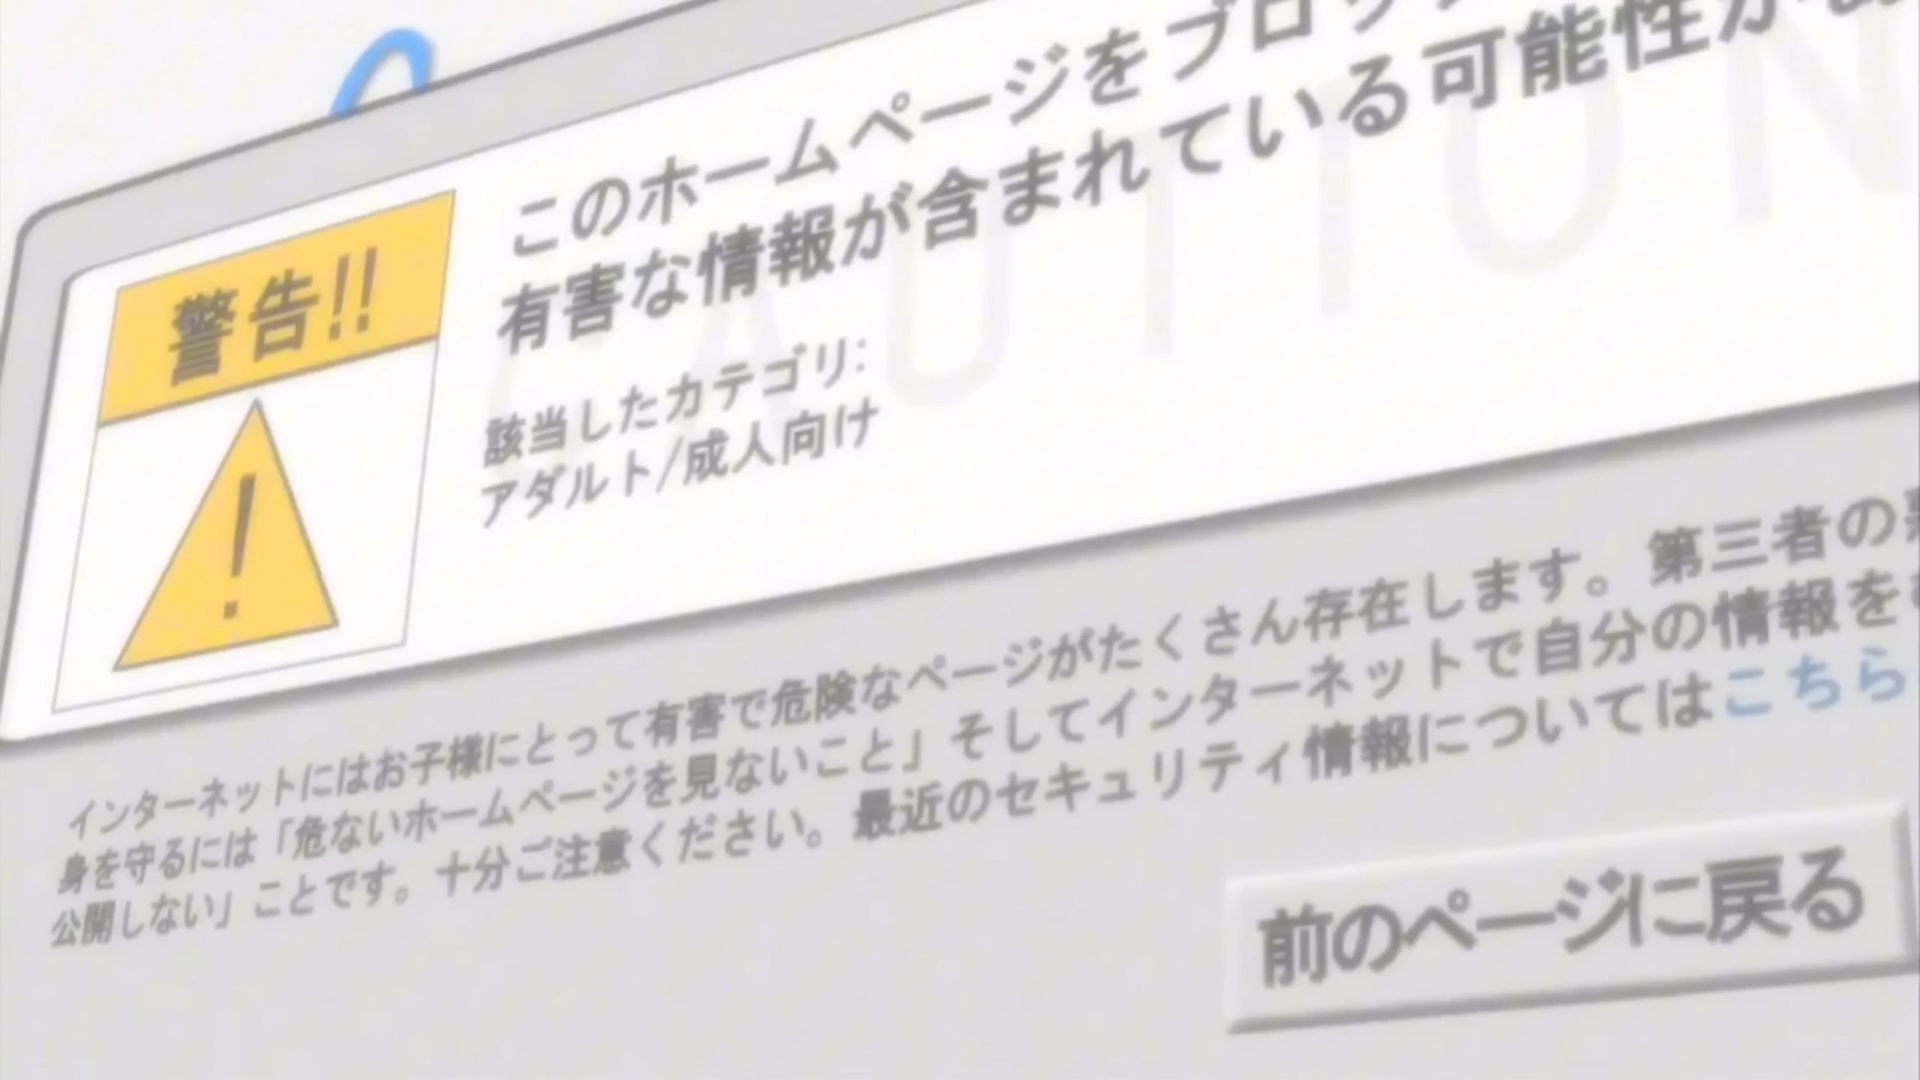 このホームページをブロッ
有害な情報が含まれている可能性が
CAUTION
警告!!
!
該当したカテゴリ:
アダルト/成人向け
インターネットにはお子様にとって有害で危険なページがたくさん存在します。第三者の
身を守るには「危ないホームページを見ないこと」そしてインターネットで自分の情報を
公開しない」ことです。十分ご注意ください。最近のセキュリティ情報についてはこちら
前のページに戻る